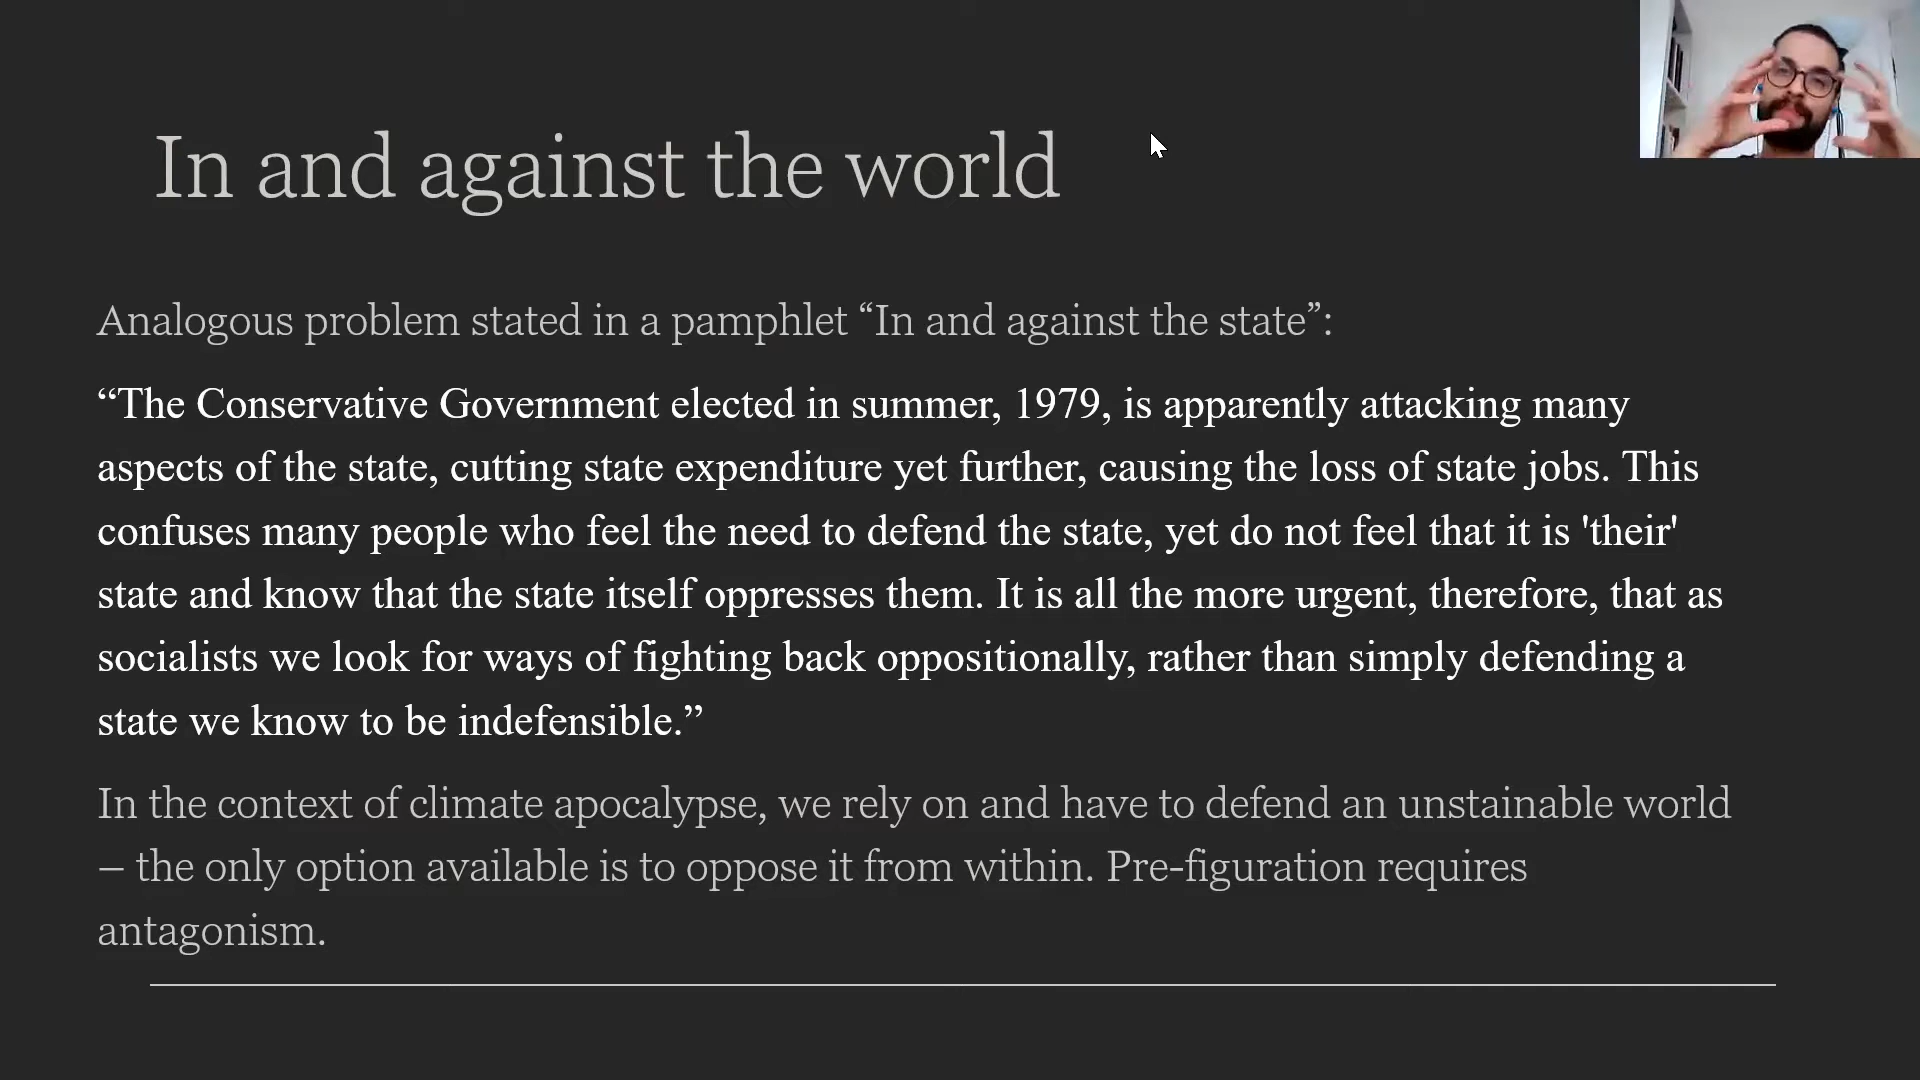 In and against the world
Analogous problem stated in a pamphlet “In and against the state”:
“The Conservative Government elected in summer, 1979, is apparently attacking many
aspects of the state, cutting state expenditure yet further, causing the loss of state jobs. This
confuses many people who feel the need to defend the state, yet do not feel that it is 'their'
state and know that the state itself oppresses them. It is all the more urgent, therefore, that as
socialists we look for ways of fighting back oppositionally, rather than simply defending a
state we know to be indefensible.”
In the context of climate apocalypse, we rely on and have to defend an unstainable world
– the only option available is to oppose it from within. Pre-figuration requires
antagonism.